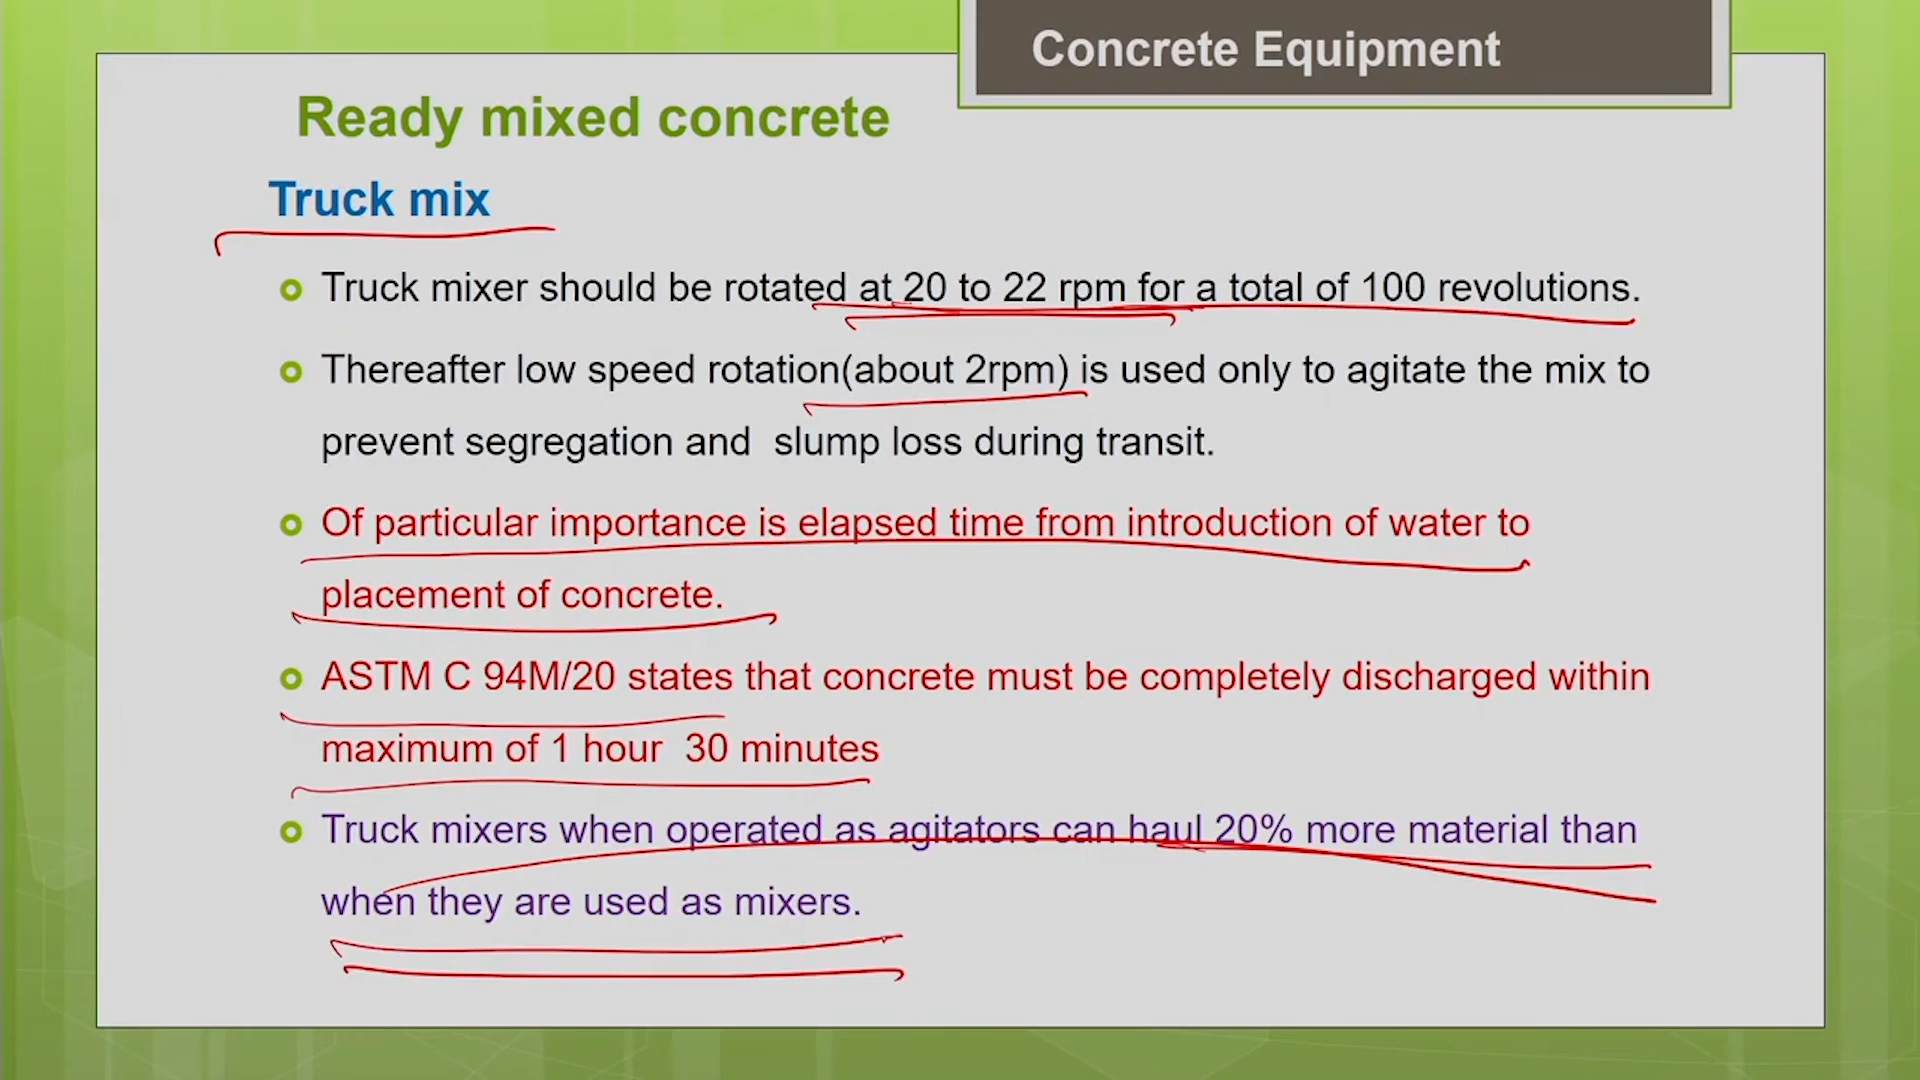 Concrete Equipment
Ready mixed concrete
Truck mix
Truck mixer should be rotated at 20 to 22 rpm for a total of 100 revolutions.
Thereafter low speed rotation(about 2rpm) is used only to agitate the mix to
prevent segregation and  slump loss during transit.
Of particular importance is elapsed time from introduction of water to
placement of concrete.
ASTM C 94M/20 states that concrete must be completely discharged within
maximum of 1 hour  30 minutes
Truck mixers when operated as agitators can haul 20% more material than
when they are used as mixers.